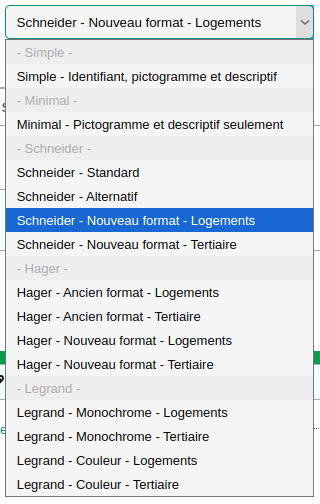 Schneider - Nouveau format - Logements
- Simple -
Simple - Identifiant, pictogramme et descriptif
- Minimal -
Minimal - Pictogramme et descriptif seulement
- Schneider -
Schneider - Standard
Schneider - Alternatif
Schneider - Nouveau format - Logements
Schneider - Nouveau format - Tertiaire
- Hager -
Hager - Ancien format - Logements
Hager - Ancien format - Tertiaire
Hager - Nouveau format - Logements
Hager - Nouveau format - Tertiaire
- Legrand -
Legrand - Monochrome - Logements
Legrand - Monochrome - Tertiaire
Legrand - Couleur - Logements
Legrand - Couleur - Tertiaire